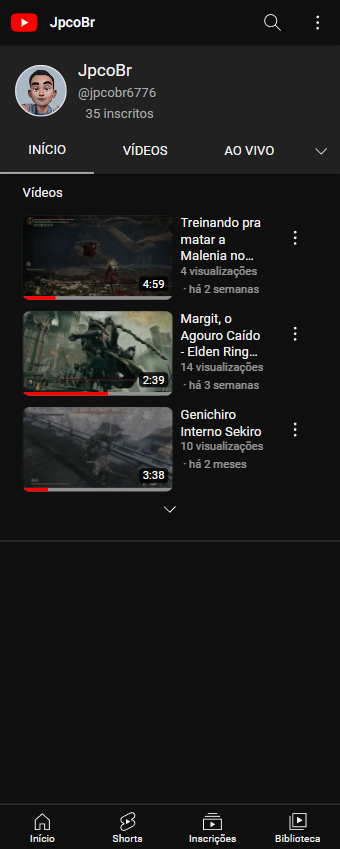 JpcoBr
JpcoBr
@jpcobr6776
35 inscritos
INÍCIO
VÍDEOS
AO VIVO
Vídeos
Treinando pra
matar a
Malenia no...
4 visualizações
· há 2 semanas
4:59
Margit, o
Agouro Caído
- Elden Ring...
14 visualizações
· há 3 semanas
2:39
Genichiro
Interno Sekiro
10 visualizações
· há 2 meses
3:38
Início
Shorts
Inscrições
Biblioteca